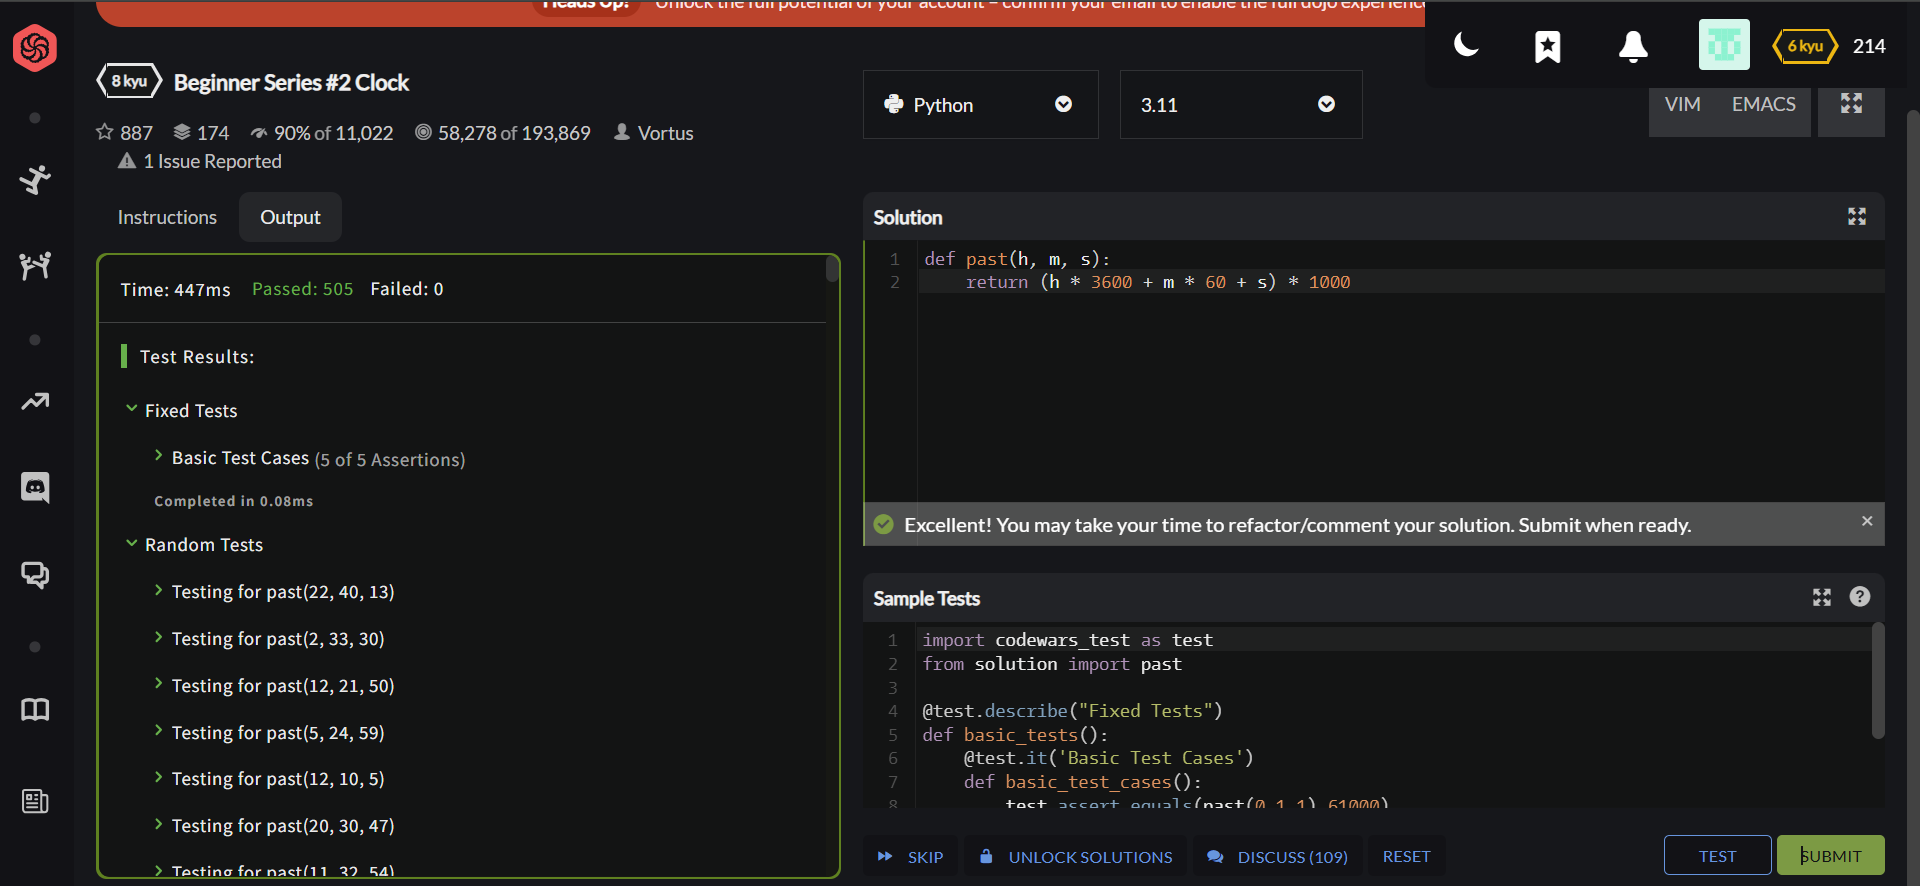 Heads Up! Unlock the full potential of your account – confirm your email to enable the full dojo experience
6 kyu 214
8 kyu Beginner Series #2 Clock
887 174 90% of 11,022 58,278 of 193,869 Vortus
1 Issue Reported
Python
3.11
VIM EMACS
Instructions Output
Time: 447ms Passed: 505 Failed: 0
Test Results:
Fixed Tests
Basic Test Cases (5 of 5 Assertions)
Completed in 0.08ms
Random Tests
Testing for past(22, 40, 13)
Testing for past(2, 33, 30)
Testing for past(12, 21, 50)
Testing for past(5, 24, 59)
Testing for past(12, 10, 5)
Testing for past(20, 30, 47)
Testing for past(11, 32, 54)
Solution
1 def past(h, m, s):
2 return (h * 3600 + m * 60 + s) * 1000
Excellent! You may take your time to refactor/comment your solution. Submit when ready. ×
Sample Tests ?
1 import codewars_test as test
2 from solution import past
3
4 @test.describe("Fixed Tests")
5 def basic_tests():
6 @test.it('Basic Test Cases')
7 def basic_test_cases():
8 test.assert_equals(past(0,1,1),61000)
SKIP UNLOCK SOLUTIONS DISCUSS (109) RESET TEST SUBMIT